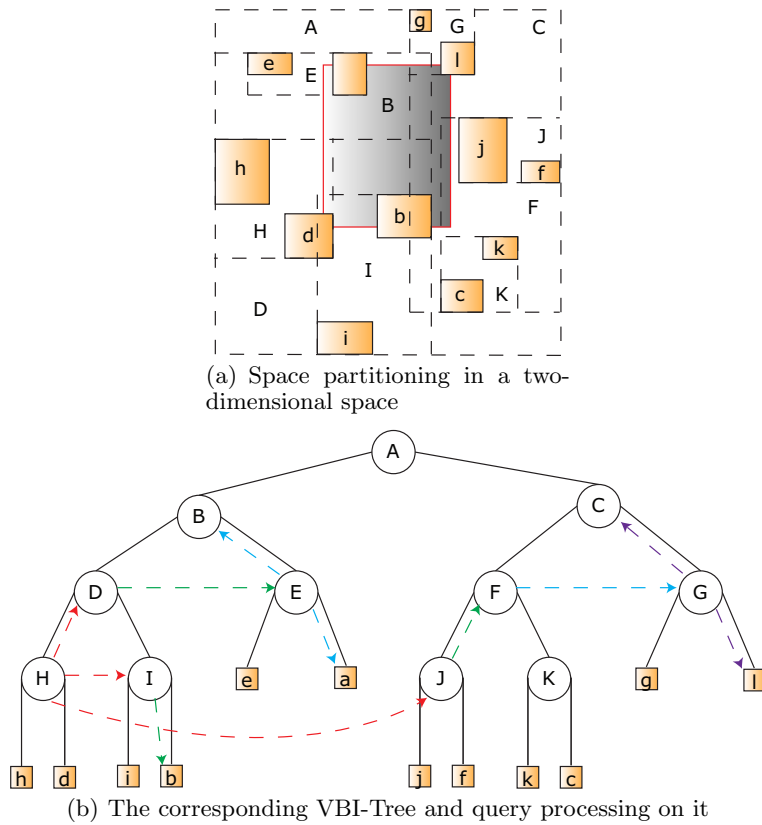 A g G C
e E l
B
h j J
f
F
H d b
I k
D c K
i
(a) Space partitioning in a two-
dimensional space
A
B C
D E F G
H I e a J K g l
h d i b j f k c
(b) The corresponding VBI-Tree and query processing on it